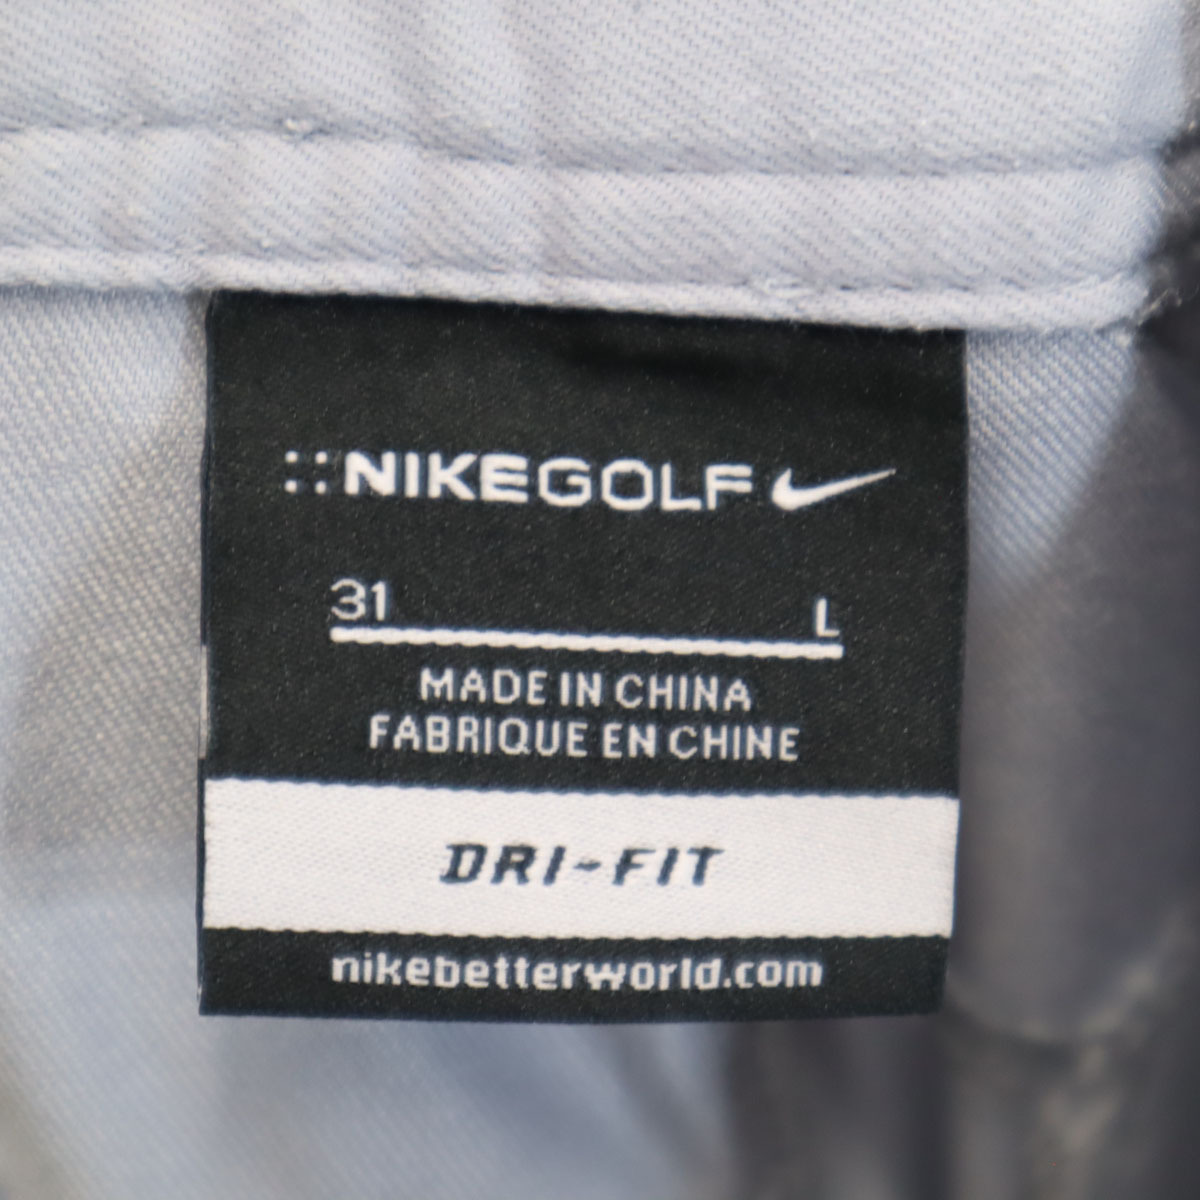 ::NIKEGOLF
31 L
MADE IN CHINA
FABRIQUE EN CHINE
DRI-FIT
nikebetterworld.com